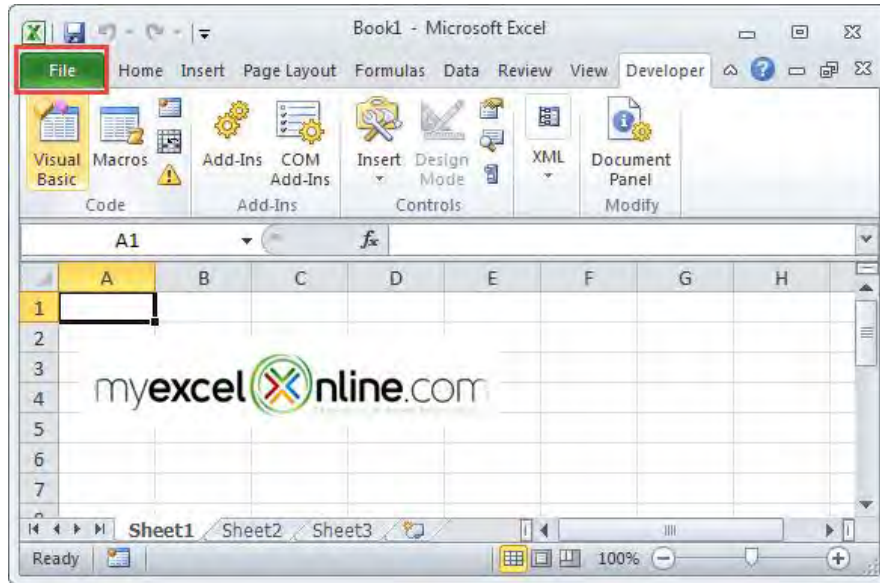 Book1 - Microsoft Excel
File Home Insert Page Layout Formulas Data Review View Developer
Visual Basic
Macros
Code
Add-Ins
COM Add-Ins
Add-Ins
Insert
Design Mode
Controls
XML
Document Panel
Modify
A1 fx
A B C D E F G H
1
2
3
myexcelonline.com
4
5
6
7
Sheet1 Sheet2 Sheet3
Ready 100%